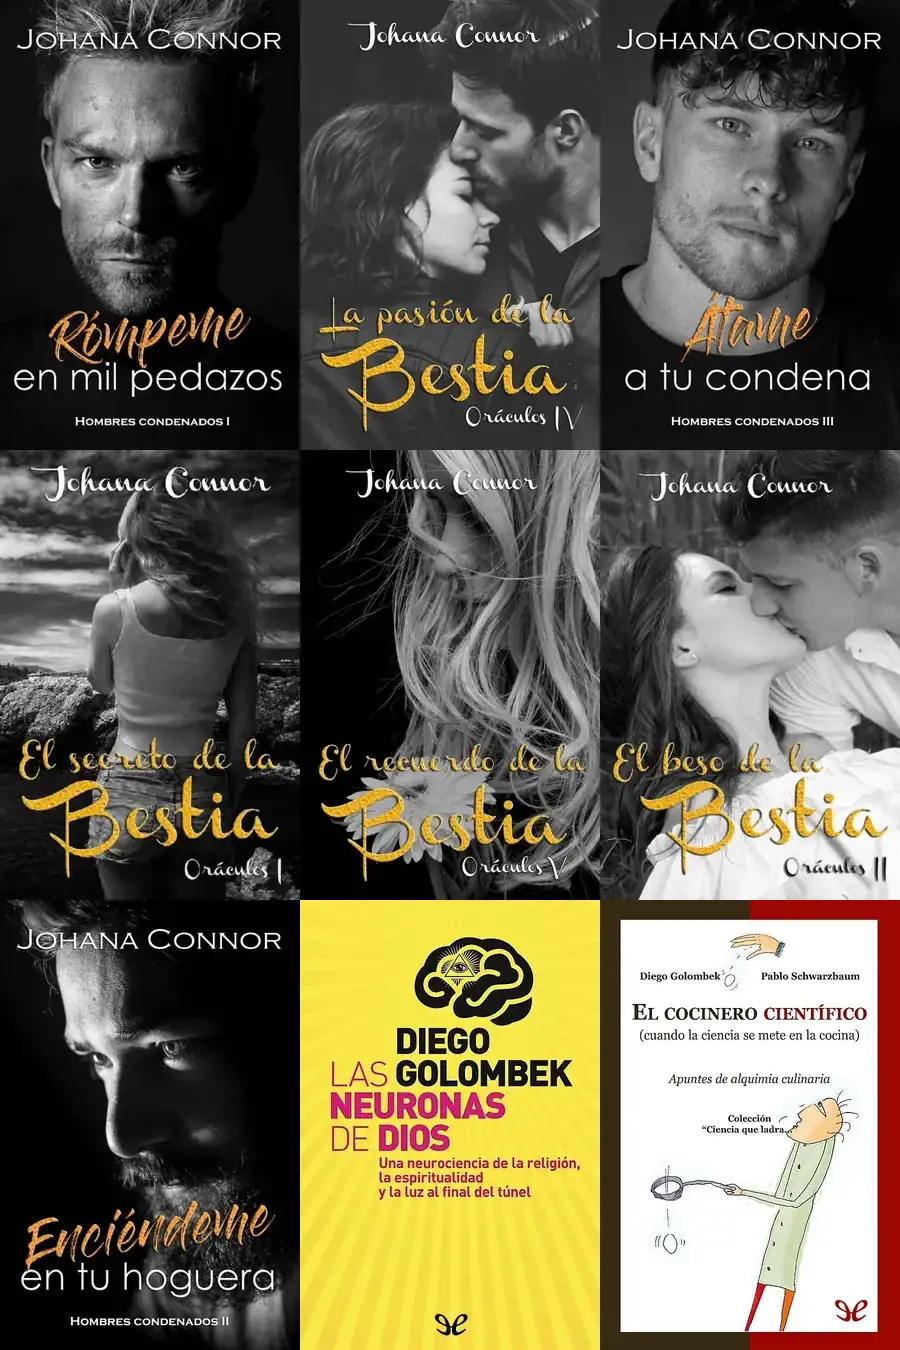 JOHANA CONNOR
Rómpeme
en mil pedazos
HOMBRES CONDENADOS I
Johana Connor
La pasión de la
Bestia
Oráculos IV
JOHANA CONNOR
Átame
a tu condena
HOMBRES CONDENADOS III
Johana Connor
El secreto de la
Bestia
Oráculos I
Johana Connor
El recuerdo de la
Bestia
Oráculos V
Johana Connor
El beso de la
Bestia
Oráculos II
JOHANA CONNOR
Enciéndeme
en tu hoguera
HOMBRES CONDENADOS II
DIEGO
LAS GOLOMBEK
NEURONAS
DE DIOS
Una neurociencia de la religión,
la espiritualidad
y la luz al final del túnel
Diego Golombek Pablo Schwarzbaum
EL COCINERO CIENTÍFICO
(cuando la ciencia se mete en la cocina)
Apuntes de alquimia culinaria
Colección
"Ciencia que ladra...